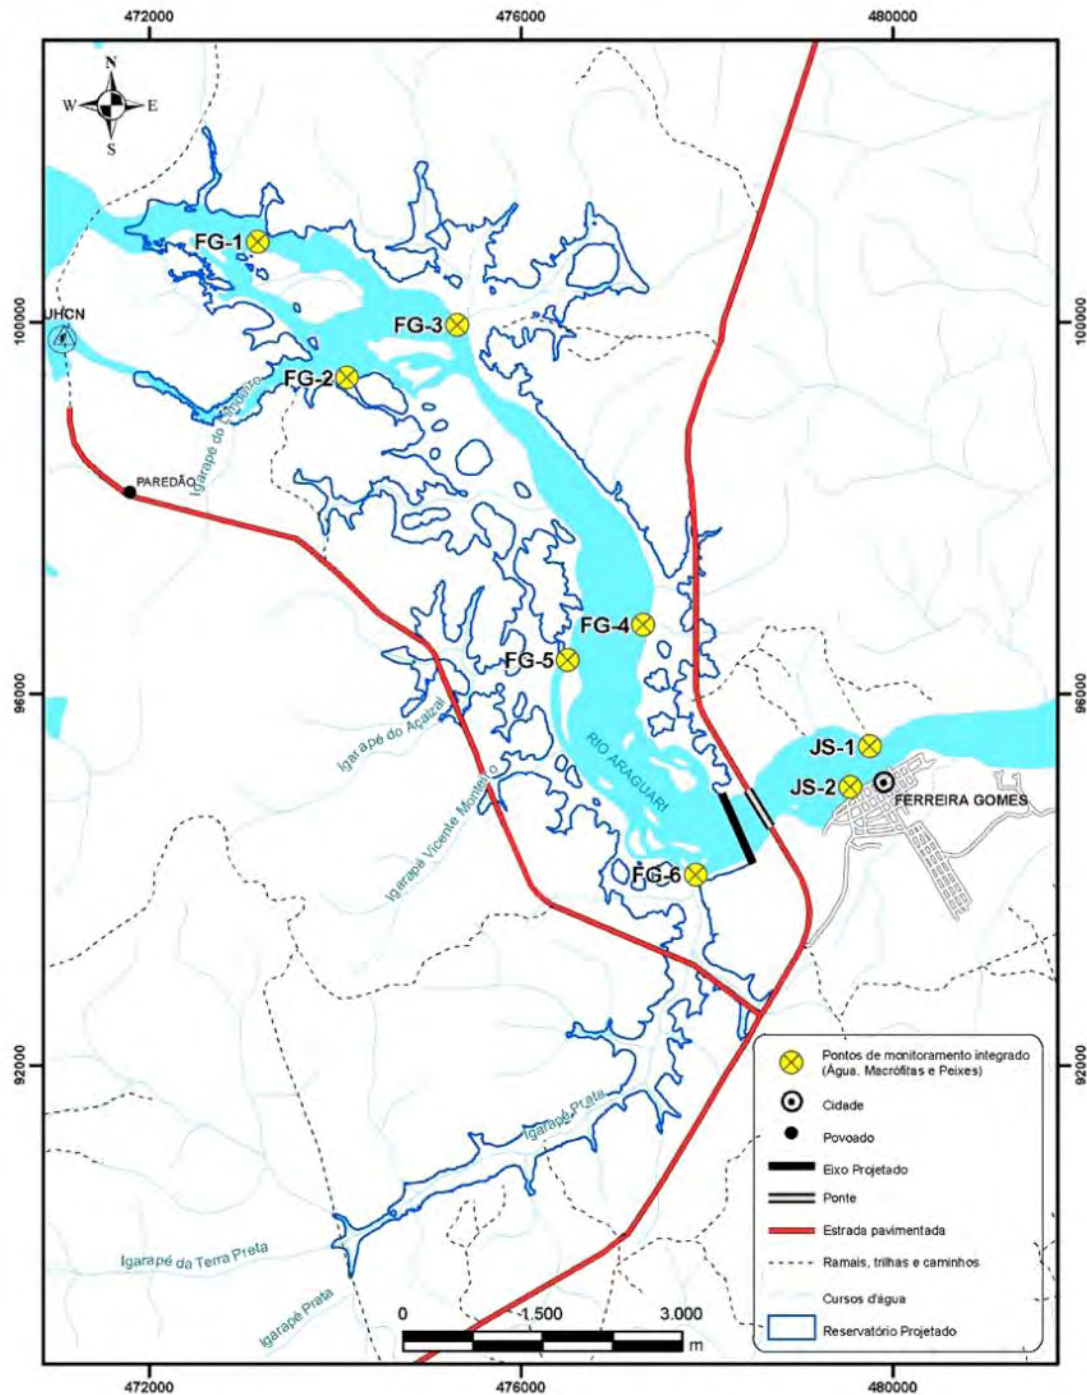 472000
476000
480000
N
W
E
S
FG-1
100000
UHCN
FG-3
100000
FG-2
Igarapé do Limoeiro
PAREDÃO
FG-4
FG-5
96000
96000
Igarapé do Açaizal
RIO ARAGUARI
JS-1
JS-2
FERREIRA GOMES
Igarapé Vicente Monteiro
FG-6
92000
92000
Igarapé Prata
Igarapé da Terra Preta
Igarapé Prata
Pontos de monitoramento integrado
(Água, Macrófitas e Peixes)
Cidade
Povoado
Eixo Projetado
Ponte
Estrada pavimentada
Ramais, trilhas e caminhos
Cursos d'água
Reservatório Projetado
0
1.500
3.000
m
472000
476000
480000